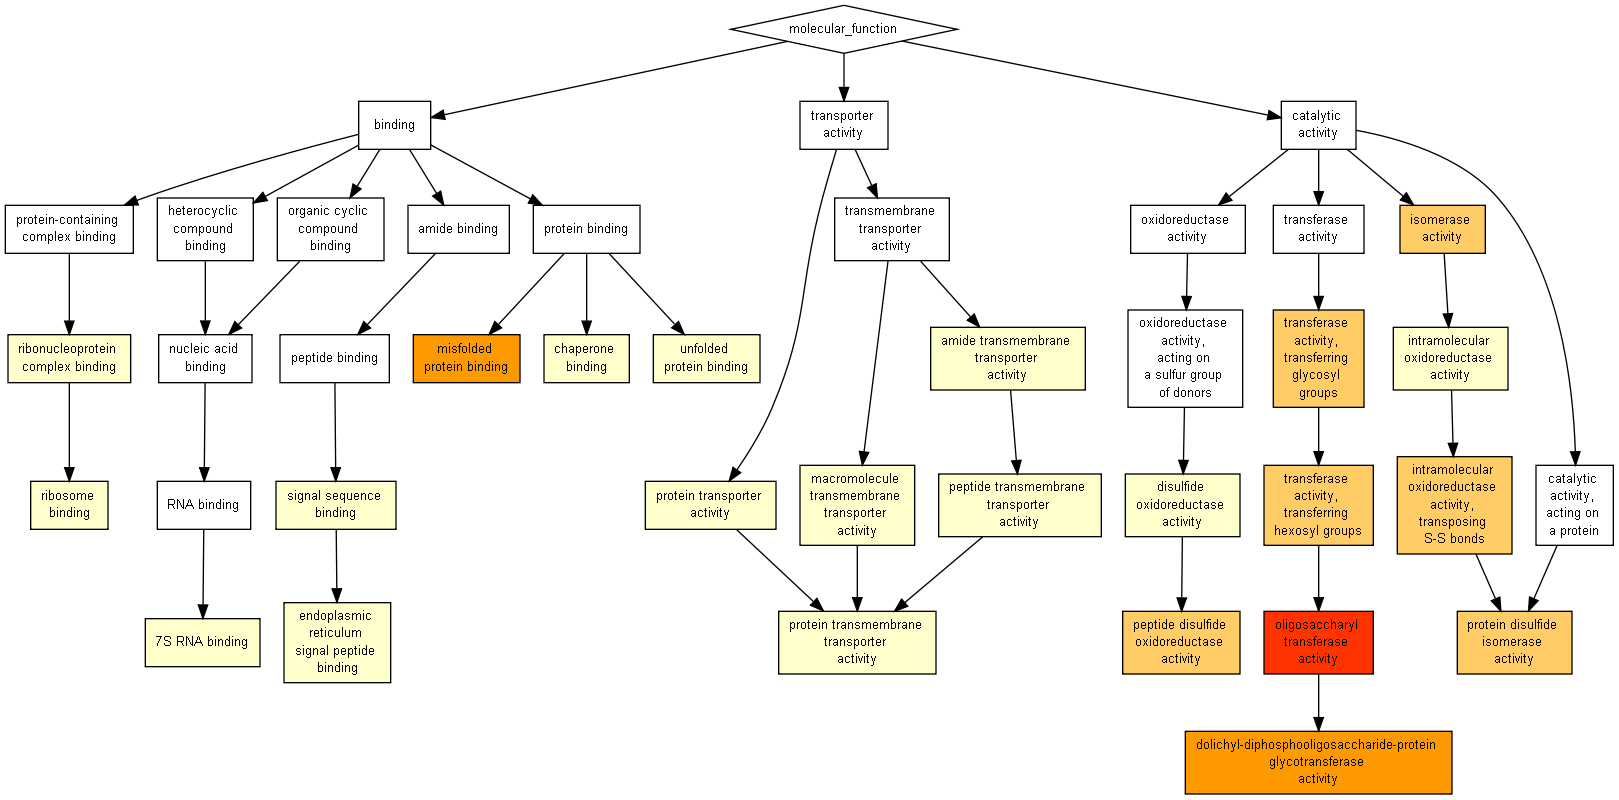 molecular_function
binding
transporter
activity
catalytic
activity
protein-containing
complex binding
heterocyclic
compound
binding
organic cyclic
compound
binding
amide binding
protein binding
transmembrane
transporter
activity
oxidoreductase
activity
transferase
activity
isomerase
activity
ribonucleoprotein
complex binding
nucleic acid
binding
peptide binding
misfolded
protein binding
chaperone
binding
unfolded
protein binding
amide transmembrane
transporter
activity
oxidoreductase
activity,
acting on
a sulfur group
of donors
transferase
activity,
transferring
glycosyl
groups
intramolecular
oxidoreductase
activity
ribosome
binding
RNA binding
signal sequence
binding
protein transporter
activity
macromolecule
transmembrane
transporter
activity
peptide transmembrane
transporter
activity
disulfide
oxidoreductase
activity
transferase
activity,
transferring
hexosyl groups
intramolecular
oxidoreductase
activity,
transposing
S-S bonds
catalytic
activity,
acting on
a protein
7S RNA binding
endoplasmic
reticulum
signal peptide
binding
protein transmembrane
transporter
activity
peptide disulfide
oxidoreductase
activity
oligosaccharyl
transferase
activity
protein disulfide
isomerase
activity
dolichyl-diphosphooligosaccharide-protein
glycotransferase
activity